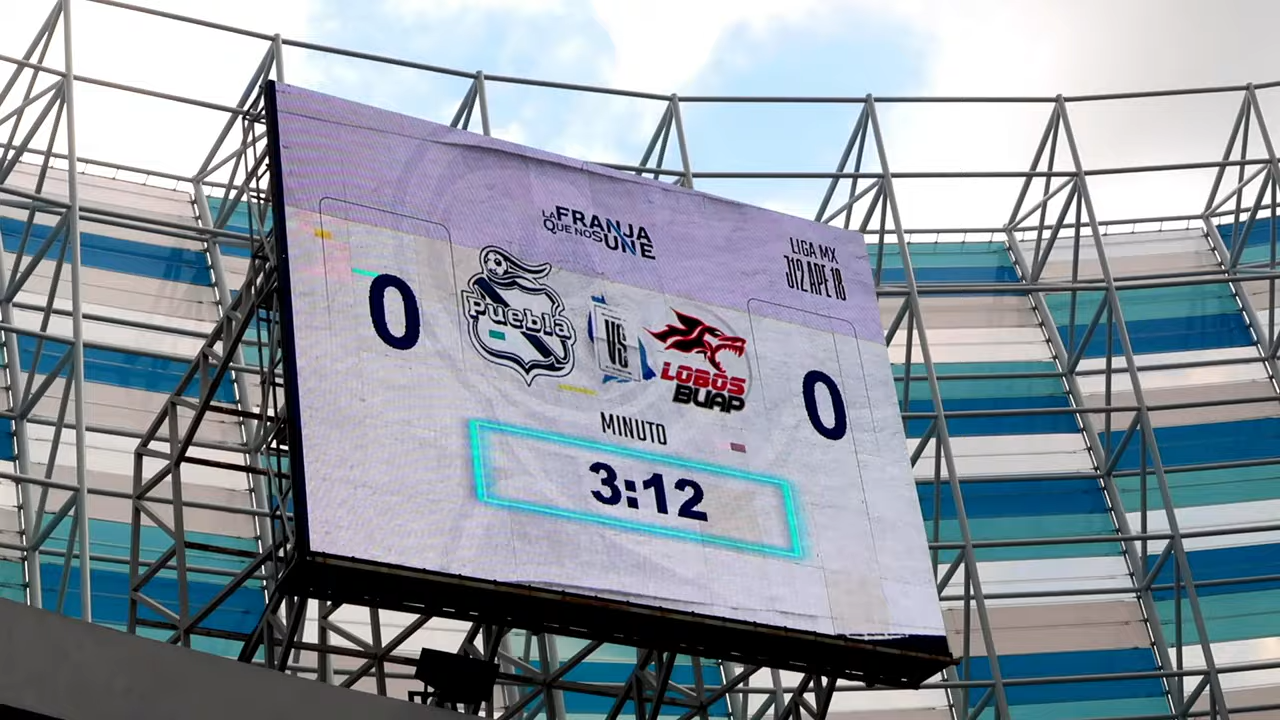 LA FRANJA
QUE NOS UNE
LIGA MX
J12 APE 18
0
Puebla
VS
LOBOS
BUAP
0
MINUTO
3:12